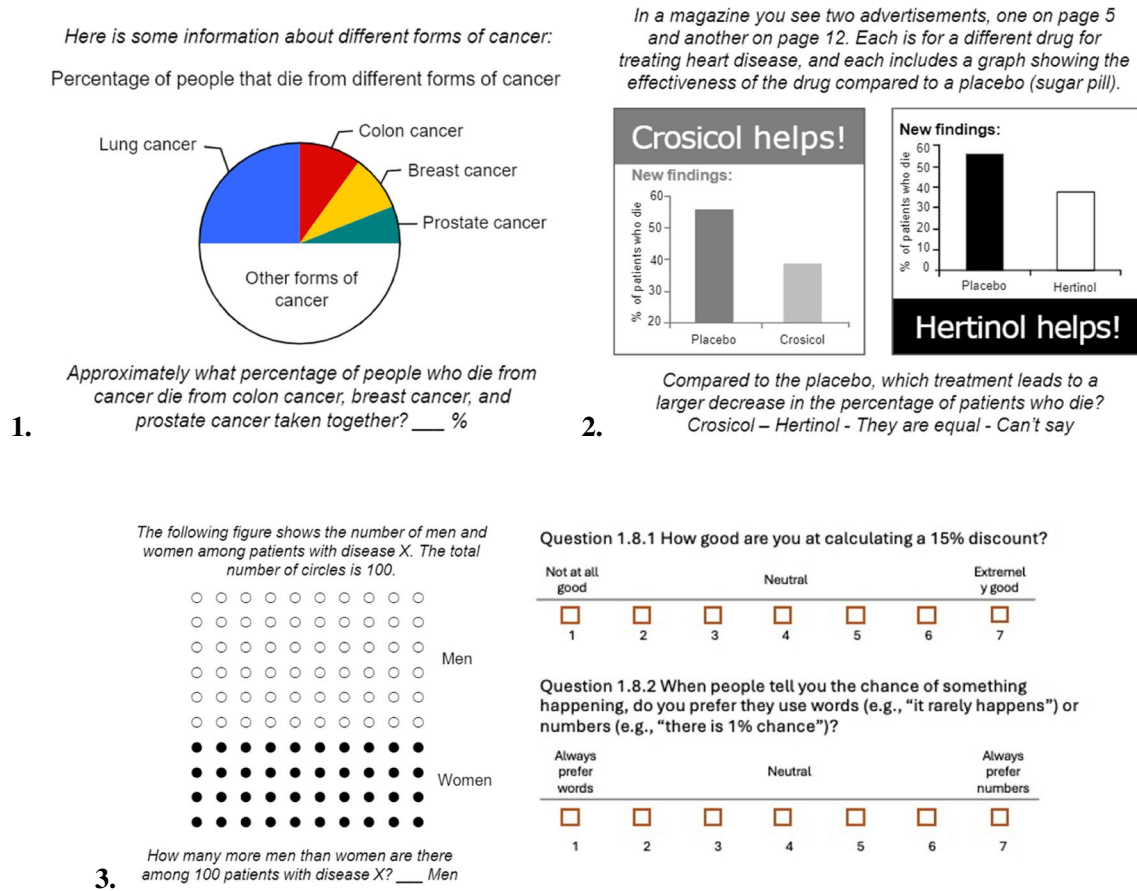 Here is some information about different forms of cancer:
Percentage of people that die from different forms of cancer
Lung cancer
Colon cancer
Breast cancer
Prostate cancer
Other forms of
cancer
Approximately what percentage of people who die from
cancer die from colon cancer, breast cancer, and
prostate cancer taken together? ___ %
1.
In a magazine you see two advertisements, one on page 5
and another on page 12. Each is for a different drug for
treating heart disease, and each includes a graph showing the
effectiveness of the drug compared to a placebo (sugar pill).
Crosicol helps!
New findings:
% of patients who die
60
50
40
30
20
Placebo
Crosicol
New findings:
% of patients who die
60
50
40
30
20
10
0
Placebo
Hertinol
Hertinol helps!
Compared to the placebo, which treatment leads to a
larger decrease in the percentage of patients who die?
Crosicol – Hertinol - They are equal - Can't say
2.
The following figure shows the number of men and
women among patients with disease X. The total
number of circles is 100.
Men
Women
How many more men than women are there
among 100 patients with disease X? ___ Men
3.
Question 1.8.1 How good are you at calculating a 15% discount?
Not at all
good
Neutral
Extremel
y good
1 2 3 4 5 6 7
Question 1.8.2 When people tell you the chance of something
happening, do you prefer they use words (e.g., “it rarely happens”) or
numbers (e.g., “there is 1% chance”)?
Always
prefer
words
Neutral
Always
prefer
numbers
1 2 3 4 5 6 7